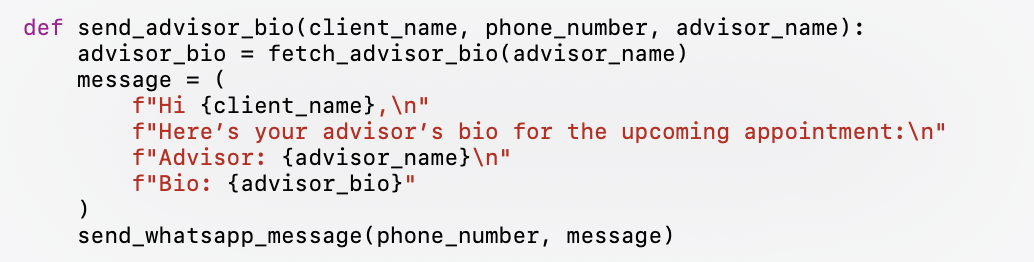 def send_advisor_bio(client_name, phone_number, advisor_name):
    advisor_bio = fetch_advisor_bio(advisor_name)
    message = (
        f"Hi {client_name},\n"
        f"Here’s your advisor’s bio for the upcoming appointment:\n"
        f"Advisor: {advisor_name}\n"
        f"Bio: {advisor_bio}"
    )
    send_whatsapp_message(phone_number, message)